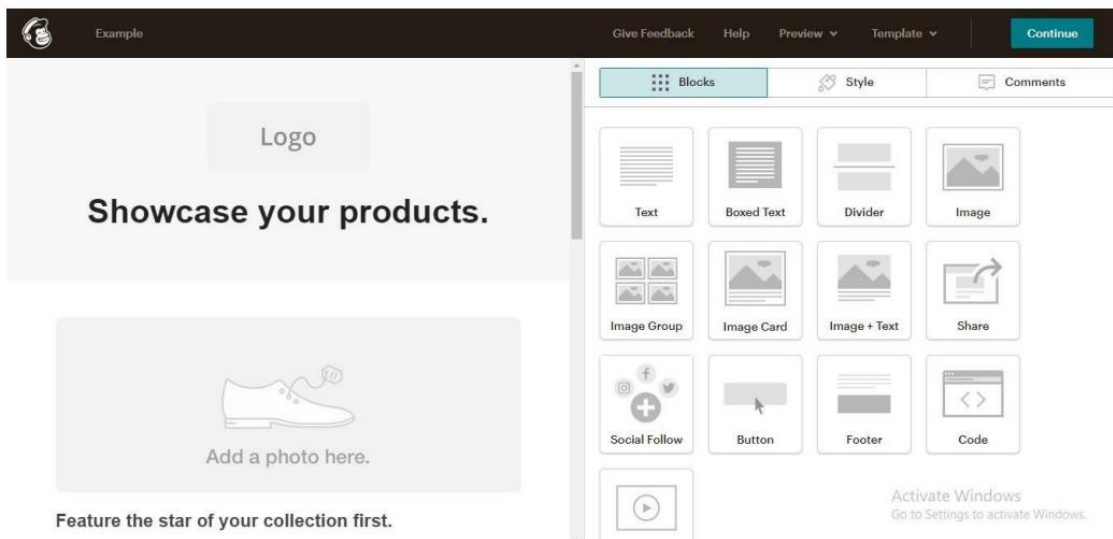 Example
Give Feedback Help Preview Template Continue
Logo
Showcase your products.
Add a photo here.
Feature the star of your collection first.
Blocks Style Comments
Text Boxed Text Divider Image
Image Group Image Card Image + Text Share
Social Follow Button Footer Code
Activate Windows
Go to Settings to activate Windows.